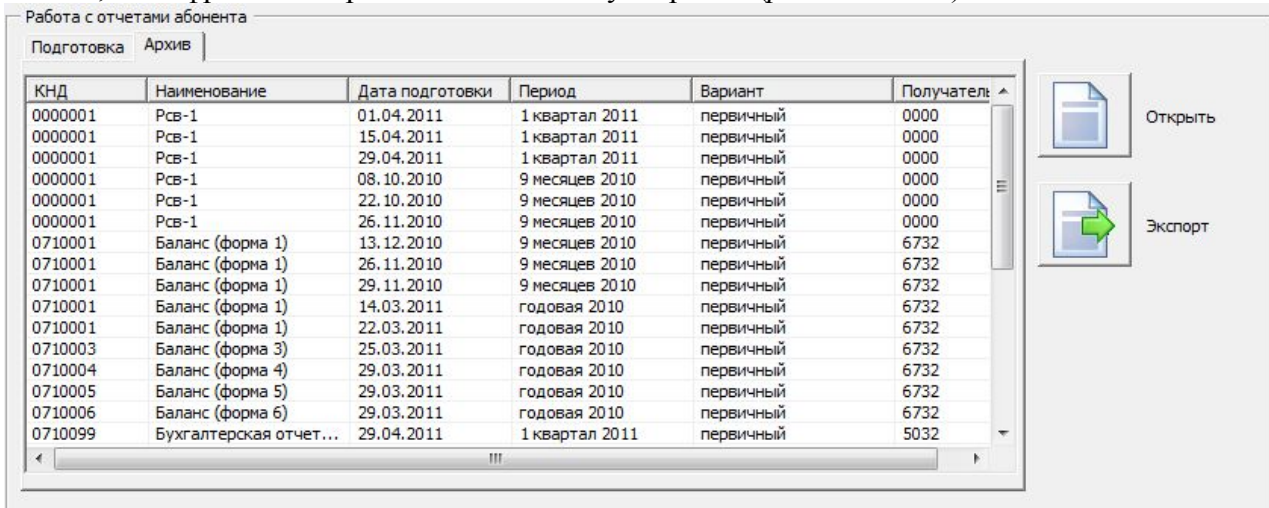 Работа с отчетами абонента
Подготовка Архив
КНД Наименование Дата подготовки Период Вариант Получатель
0000001 Рсв-1 01.04.2011 1 квартал 2011 первичный 0000
0000001 Рсв-1 15.04.2011 1 квартал 2011 первичный 0000
0000001 Рсв-1 29.04.2011 1 квартал 2011 первичный 0000
0000001 Рсв-1 08.10.2010 9 месяцев 2010 первичный 0000
0000001 Рсв-1 22.10.2010 9 месяцев 2010 первичный 0000
0000001 Рсв-1 26.11.2010 9 месяцев 2010 первичный 0000
0710001 Баланс (форма 1) 13.12.2010 9 месяцев 2010 первичный 6732
0710001 Баланс (форма 1) 26.11.2010 9 месяцев 2010 первичный 6732
0710001 Баланс (форма 1) 29.11.2010 9 месяцев 2010 первичный 6732
0710001 Баланс (форма 1) 14.03.2011 годовая 2010 первичный 6732
0710001 Баланс (форма 1) 22.03.2011 годовая 2010 первичный 6732
0710003 Баланс (форма 3) 25.03.2011 годовая 2010 первичный 6732
0710004 Баланс (форма 4) 29.03.2011 годовая 2010 первичный 6732
0710005 Баланс (форма 5) 29.03.2011 годовая 2010 первичный 6732
0710006 Баланс (форма 6) 29.03.2011 годовая 2010 первичный 6732
0710099 Бухгалтерская отчет... 29.04.2011 1 квартал 2011 первичный 5032
Открыть
Экспорт